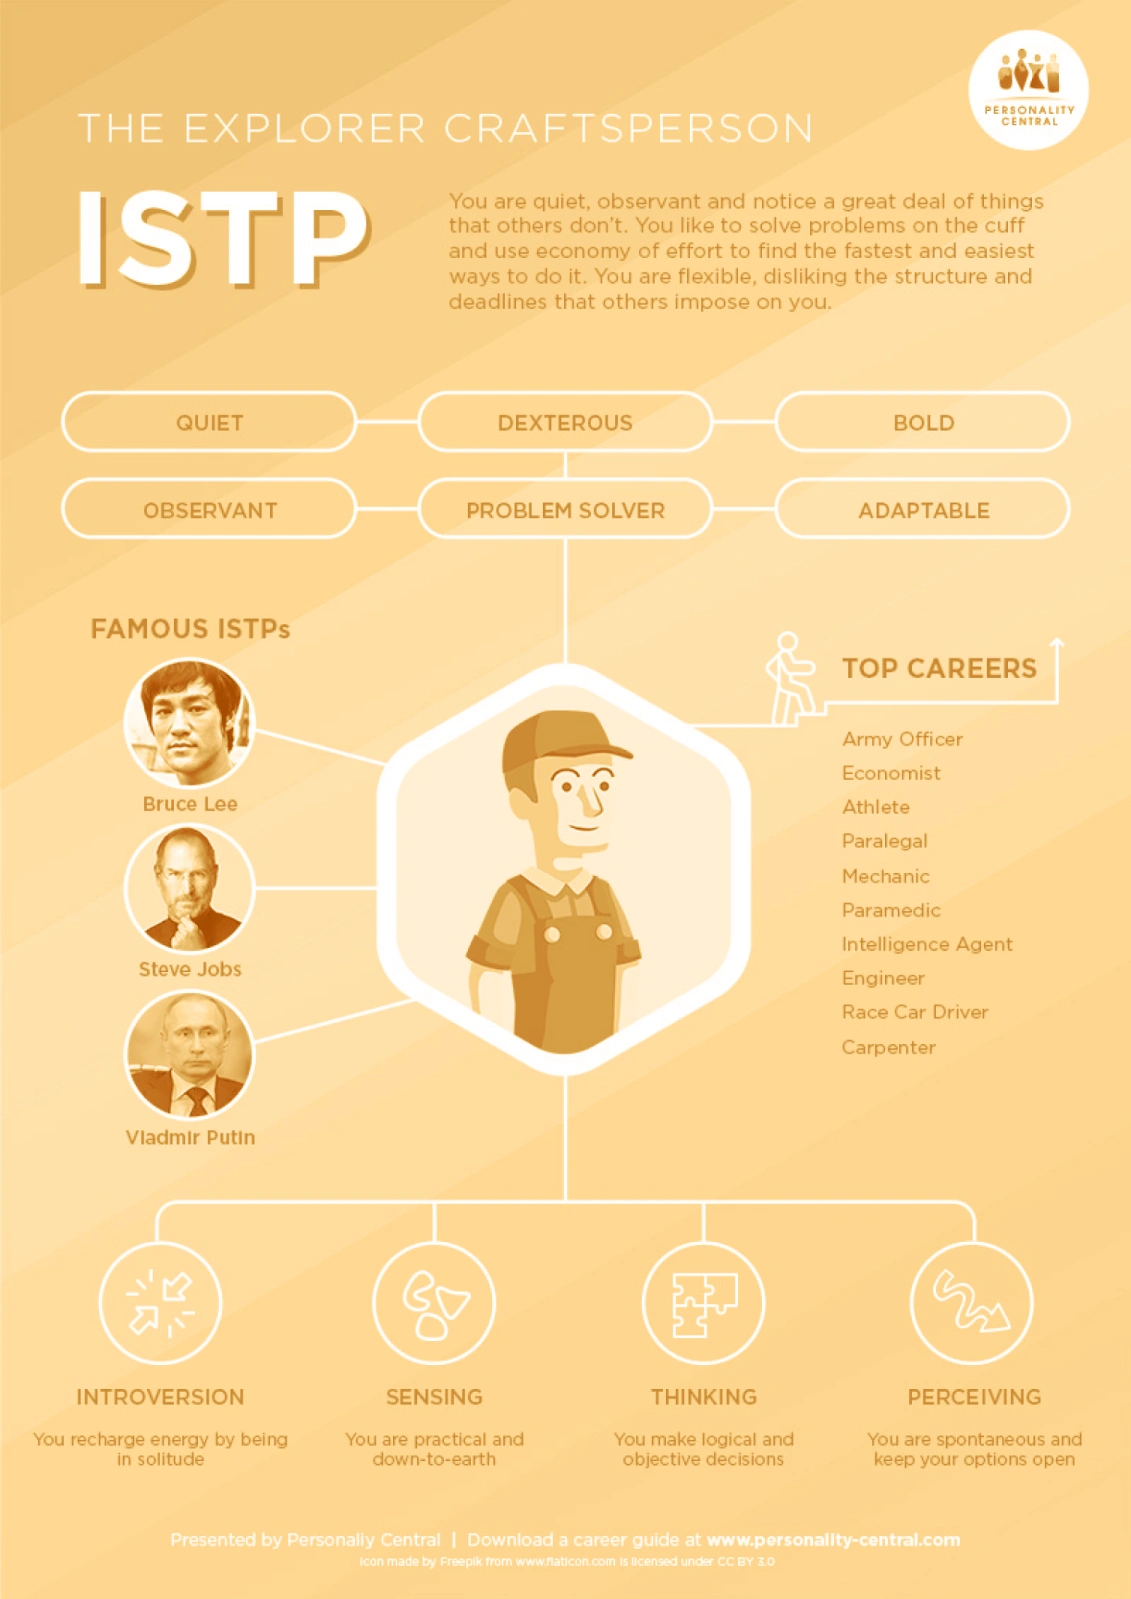 PERSONALITY
CENTRAL
THE EXPLORER CRAFTSPERSON
ISTP
You are quiet, observant and notice a great deal of things
that others don't. You like to solve problems on the cuff
and use economy of effort to find the fastest and easiest
ways to do it. You are flexible, disliking the structure and
deadlines that others impose on you.
QUIET
DEXTEROUS
BOLD
OBSERVANT
PROBLEM SOLVER
ADAPTABLE
FAMOUS ISTPs
Bruce Lee
Steve Jobs
Vladmir Putin
TOP CAREERS
Army Officer
Economist
Athlete
Paralegal
Mechanic
Paramedic
Intelligence Agent
Engineer
Race Car Driver
Carpenter
INTROVERSION
You recharge energy by being
in solitude
SENSING
You are practical and
down-to-earth
THINKING
You make logical and
objective decisions
PERCEIVING
You are spontaneous and
keep your options open
Presented by Personaliy Central | Download a career guide at www.personality-central.com
Icon made by Freepik from www.flaticon.com is licensed under CC BY 3.0